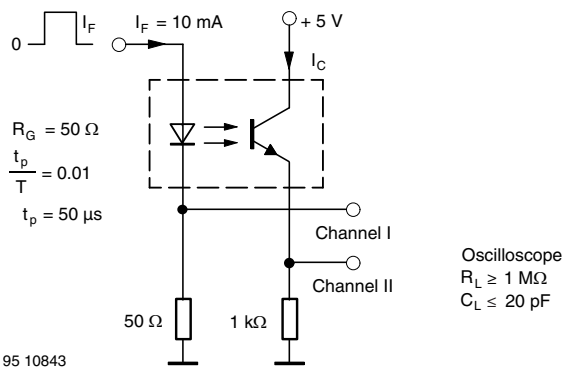 0
I_F
I_F = 10 mA
+ 5 V
I_C
R_G = 50 Ω
t_p
T
= 0.01
t_p = 50 μs
Channel I
Channel II
50 Ω
1 kΩ
Oscilloscope
R_L ≥ 1 MΩ
C_L ≤ 20 pF
95 10843